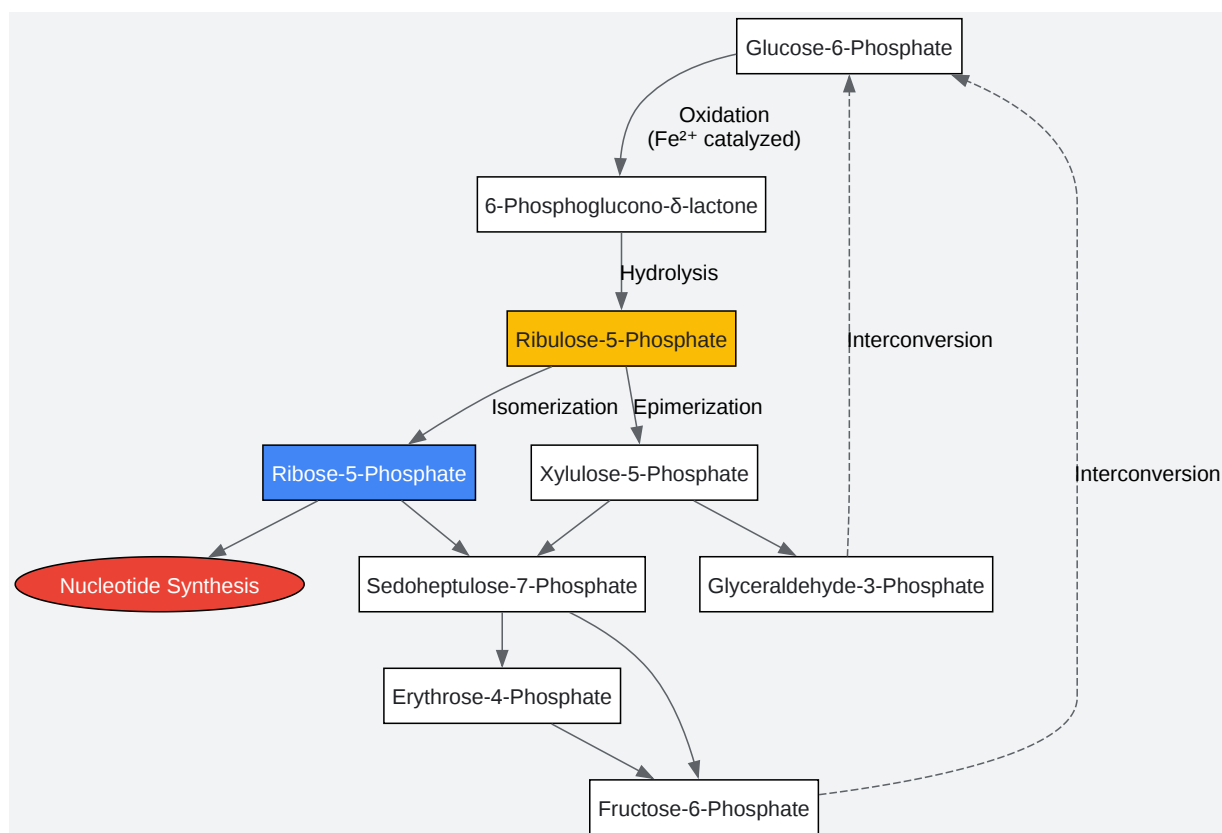 Glucose-6-Phosphate
Oxidation
(Fe²⁺ catalyzed)
6-Phosphoglucono-δ-lactone
Hydrolysis
Ribulose-5-Phosphate
Interconversion
Isomerization
Epimerization
Ribose-5-Phosphate
Xylulose-5-Phosphate
Interconversion
Nucleotide Synthesis
Sedoheptulose-7-Phosphate
Glyceraldehyde-3-Phosphate
Erythrose-4-Phosphate
Fructose-6-Phosphate